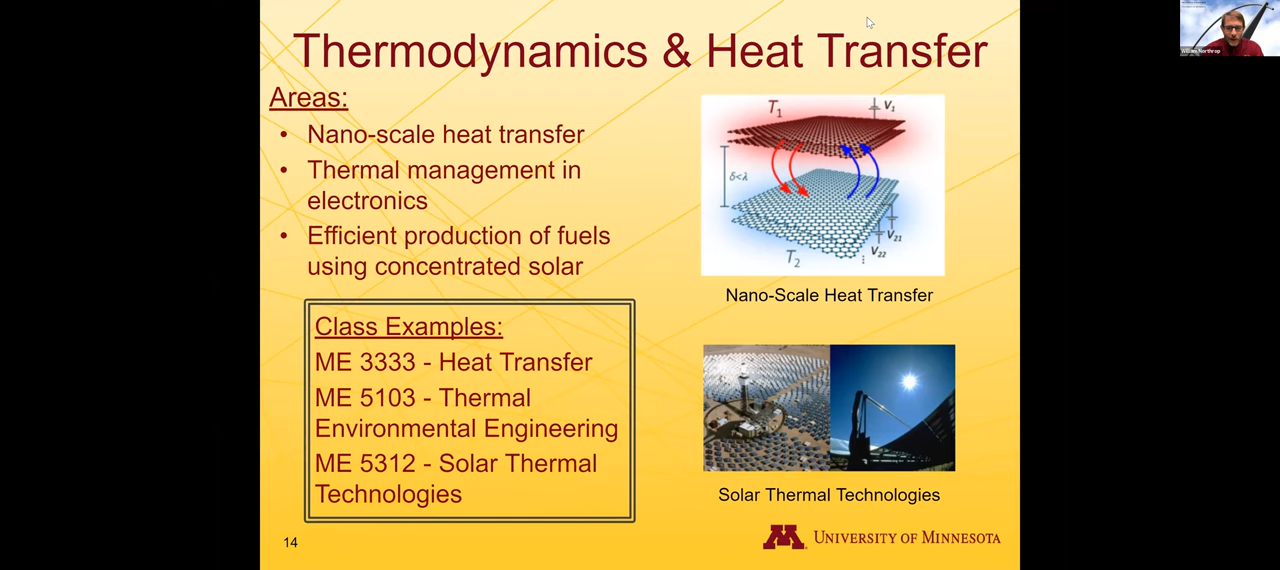 Thermodynamics & Heat Transfer
Areas:
• Nano-scale heat transfer
• Thermal management in
electronics
• Efficient production of fuels
using concentrated solar
Class Examples:
ME 3333 - Heat Transfer
ME 5103 - Thermal
Environmental Engineering
ME 5312 - Solar Thermal
Technologies
T1
V1
δ<λ
V21
V22
T2
Nano-Scale Heat Transfer
Solar Thermal Technologies
14
M UNIVERSITY OF MINNESOTA
William Northrop